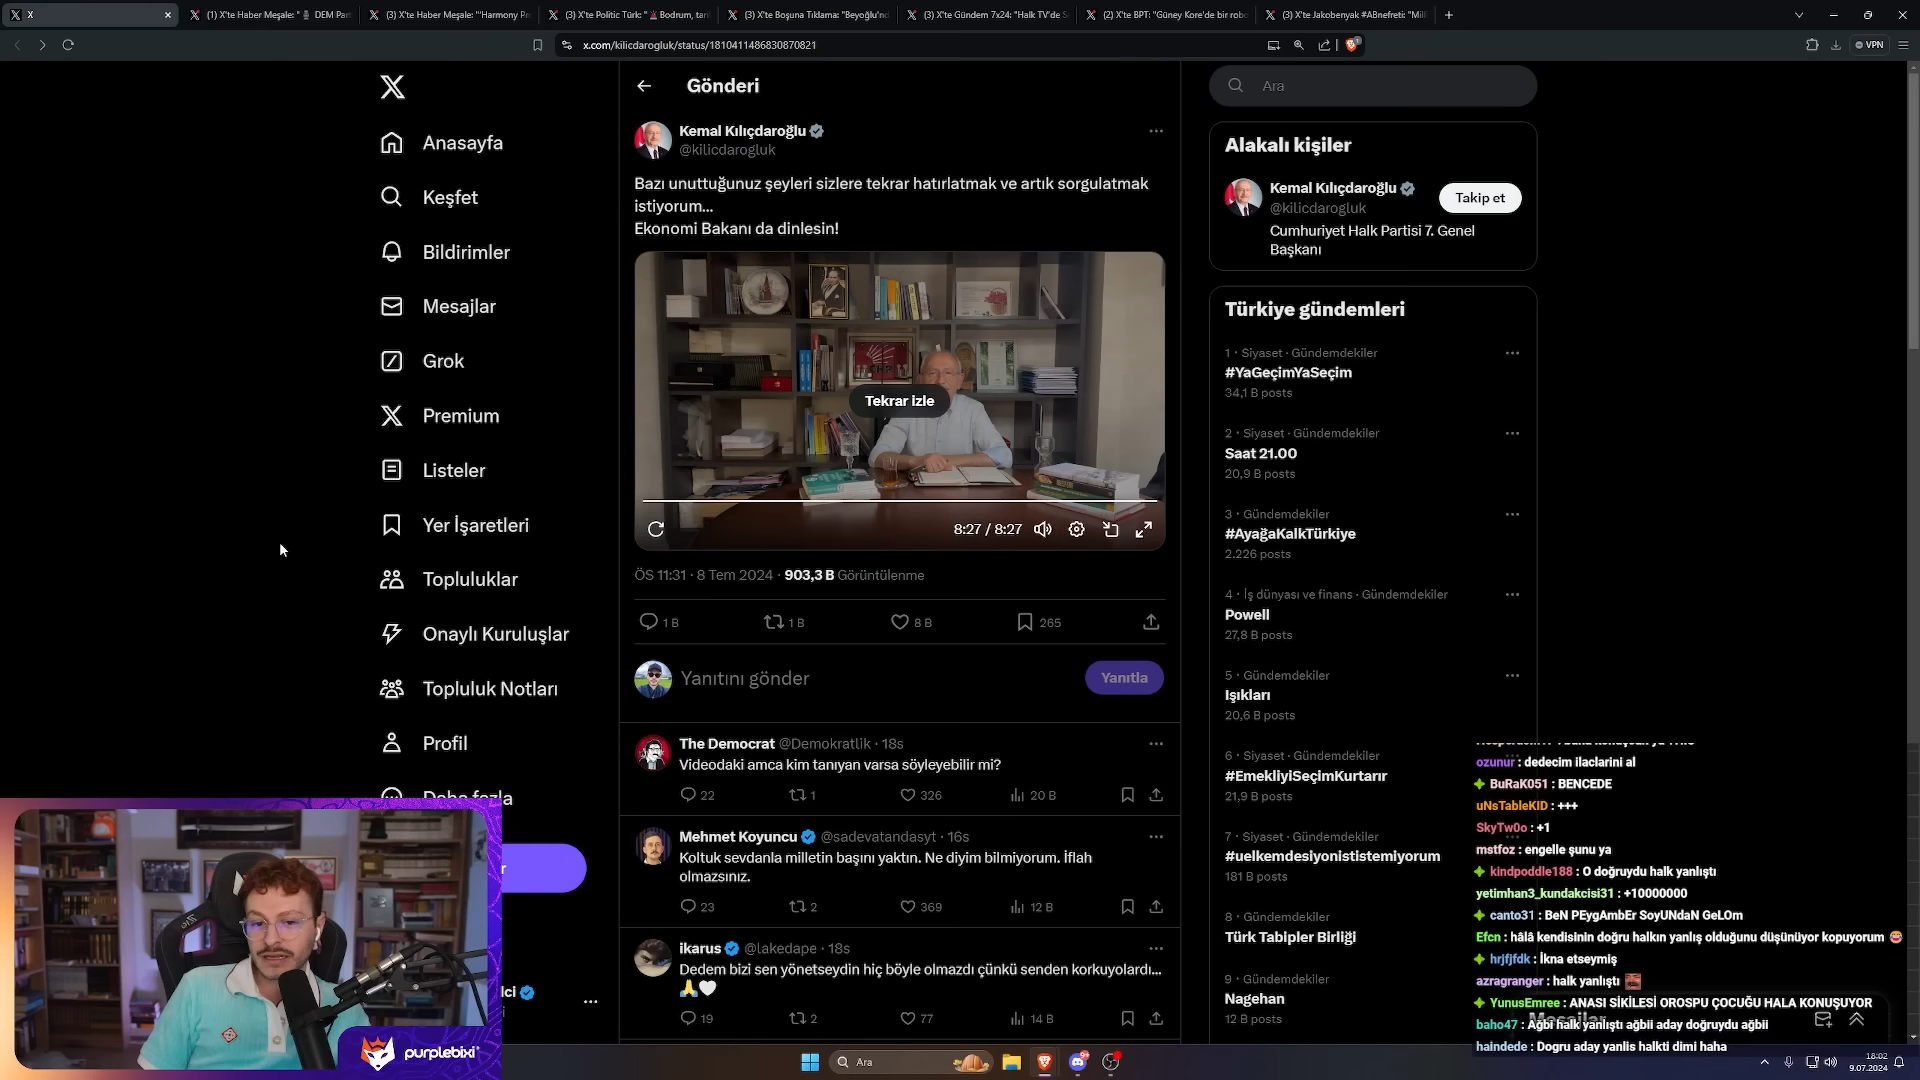 X
(1) X'te Haber Meşale: "🎙 DEM Part
(3) X'te Haber Meşale: "'Harmony Pr
(3) X'te Politic Türk: "🚨Bodrum, tari
(3) X'te Boşuna Tıklama: "Beyoğlu'nd
(3) X'te Gündem 7x24: "Halk TV'de S
(2) X'te BPT: "Güney Kore'de bir robo
(3) X'te Jakobenyak #ABnefreti: "Mill
x.com/kilicdarogluk/status/1810411486830870821
VPN
Anasayfa
Keşfet
Bildirimler
Mesajlar
Grok
Premium
Listeler
Yer İşaretleri
Topluluklar
Onaylı Kuruluşlar
Topluluk Notları
Profil
Daha fazla
r
lci
purplebixi
Gönderi
Kemal Kılıçdaroğlu
@kilicdarogluk
Bazı unuttuğunuz şeyleri sizlere tekrar hatırlatmak ve artık sorgulatmak
istiyorum...
Ekonomi Bakanı da dinlesin!
CHP
Tekrar izle
8:27 / 8:27
ÖS 11:31 · 8 Tem 2024 · 903,3 B Görüntülenme
1 B 1 B 8 B 265
Yanıtını gönder
Yanıtla
The Democrat @Demokratlik · 18s
Videodaki amca kim tanıyan varsa söyleyebilir mi?
22 1 326 20 B
Mehmet Koyuncu @sadevatandasyt · 16s
Koltuk sevdanla milletin başını yaktın. Ne diyim bilmiyorum. İflah
olmazsınız.
23 2 369 12 B
ikarus @lakedape · 18s
Dedem bizi sen yönetseydin hiç böyle olmazdı çünkü senden korkuyolardı...
🙏🤍
19 2 77 14 B
Ara
Alakalı kişiler
Kemal Kılıçdaroğlu
@kilicdarogluk
Takip et
Cumhuriyet Halk Partisi 7. Genel
Başkanı
Türkiye gündemleri
1 · Siyaset · Gündemdekiler
#YaGeçimYaSeçim
34,1 B posts
2 · Siyaset · Gündemdekiler
Saat 21.00
20,9 B posts
3 · Gündemdekiler
#AyağaKalkTürkiye
2.226 posts
4 · İş dünyası ve finans · Gündemdekiler
Powell
27,8 B posts
5 · Gündemdekiler
Işıkları
20,6 B posts
6 · Siyaset · Gündemdekiler
#EmekliyiSeçimKurtarır
21,9 B posts
7 · Siyaset · Gündemdekiler
#uelkemdesiyonististemiyorum
181 B posts
8 · Gündemdekiler
Türk Tabipler Birliği
9 · Gündemdekiler
Nagehan
12 B posts
Mesajlar
ozunur : dedecim ilaclarini al
BuRaK051 : BENCEDE
uNsTableKID : +++
SkyTw0o : +1
mstfoz : engelle şunu ya
kindpoddle188 : O doğruydu halk yanlıştı
yetimhan3_kundakcisi31 : +10000000
canto31 : BeN PEygAmbEr SoyUNdaN GeLOm
Efcn : hâlâ kendisinin doğru halkın yanlış olduğunu düşünüyor kopuyorum 😂
hrjfjfdk : İkna etseymiş
azragranger : halk yanlıştı
YunusEmree : ANASI SİKİLESİ OROSPU ÇOCUĞU HALA KONUŞUYOR
baho47 : Ağbi halk yanlıştı ağbii aday doğruydu ağbii
haindede : Dogru aday yanlis halkti dimi haha
Ara
18:02
9.07.2024